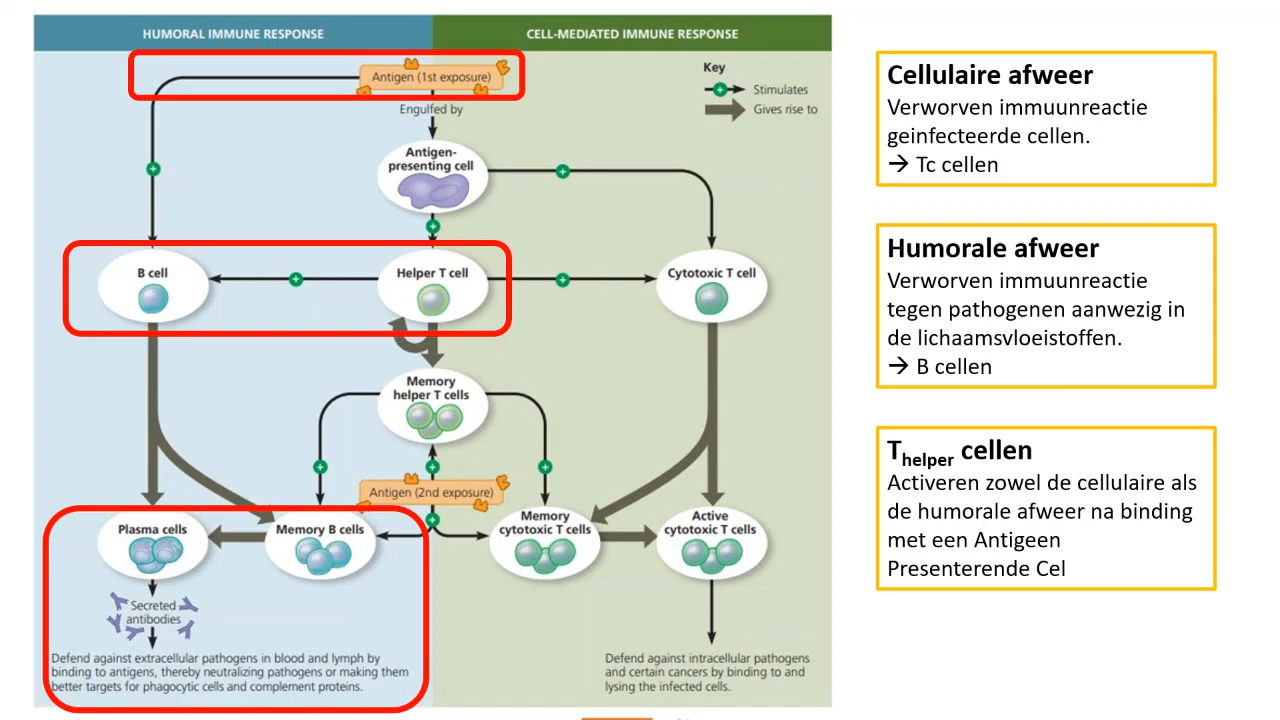 HUMORAL IMMUNE RESPONSE
CELL-MEDIATED IMMUNE RESPONSE
Antigen (1st exposure)
Engulfed by
Key
Stimulates
Gives rise to
Antigen-
presenting cell
B cell
Helper T cell
Cytotoxic T cell
Memory
helper T cells
Antigen (2nd exposure)
Plasma cells
Memory B cells
Memory
cytotoxic T cells
Active
cytotoxic T cells
Secreted
antibodies
Defend against extracellular pathogens in blood and lymph by
binding to antigens, thereby neutralizing pathogens or making them
better targets for phagocytic cells and complement proteins.
Defend against intracellular pathogens
and certain cancers by binding to and
lysing the infected cells.
Cellulaire afweer
Verworven immuunreactie
geinfecteerde cellen.
→ Tc cellen
Humorale afweer
Verworven immuunreactie
tegen pathogenen aanwezig in
de lichaamsvloeistoffen.
→ B cellen
Thelper cellen
Activeren zowel de cellulaire als
de humorale afweer na binding
met een Antigeen
Presenterende Cel